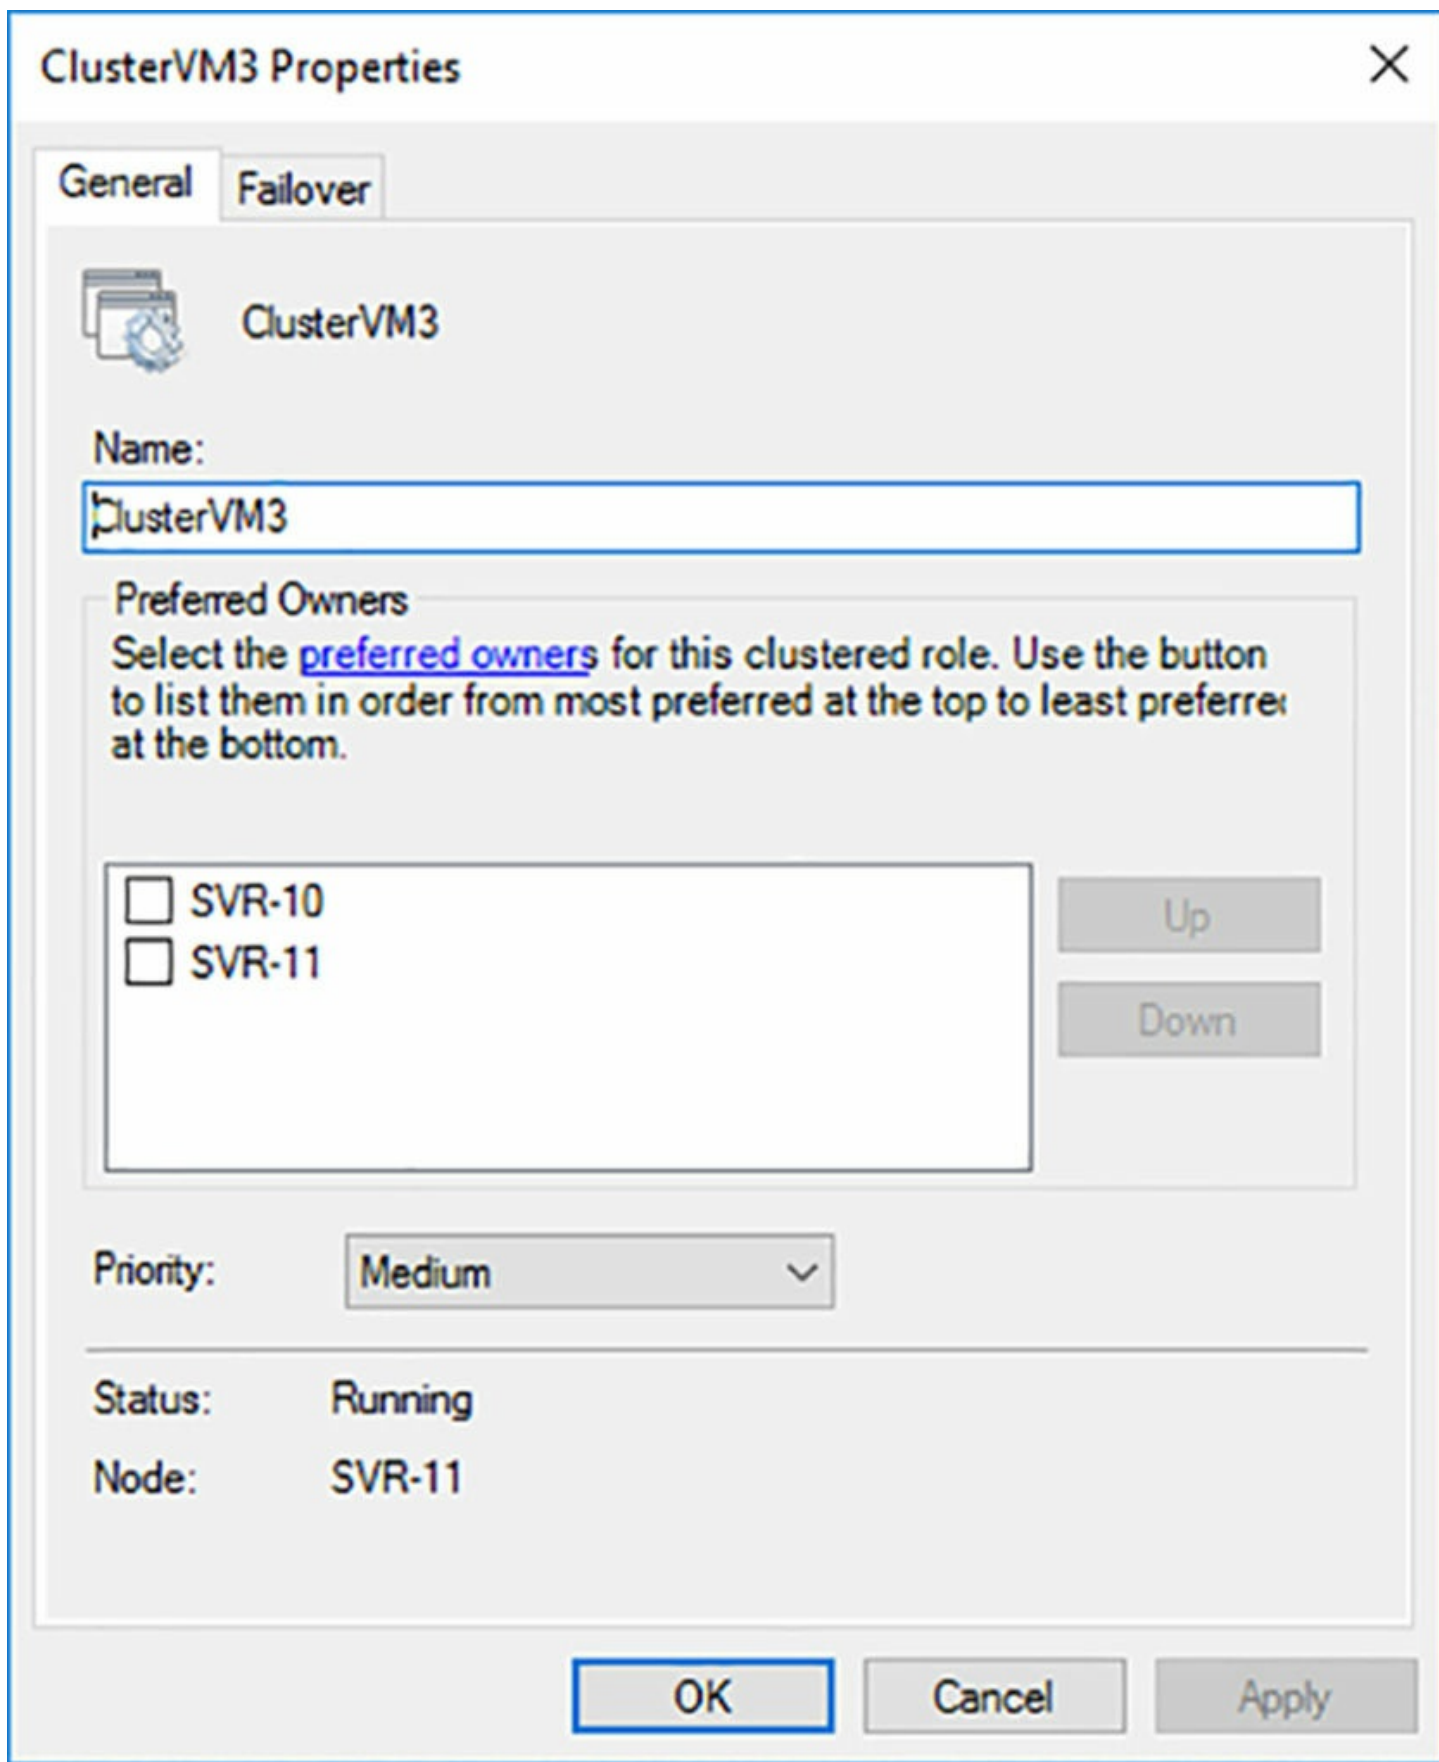 ClusterVM3 Properties
General
Failover
ClusterVM3
Name:
ClusterVM3
Preferred Owners
Select the preferred owners for this clustered role. Use the button
to list them in order from most preferred at the top to least preferred
at the bottom.
SVR-10
Up
SVR-11
Down
Priority:
Medium
Status:
Running
Node:
SVR-11
OK
Cancel
Apply